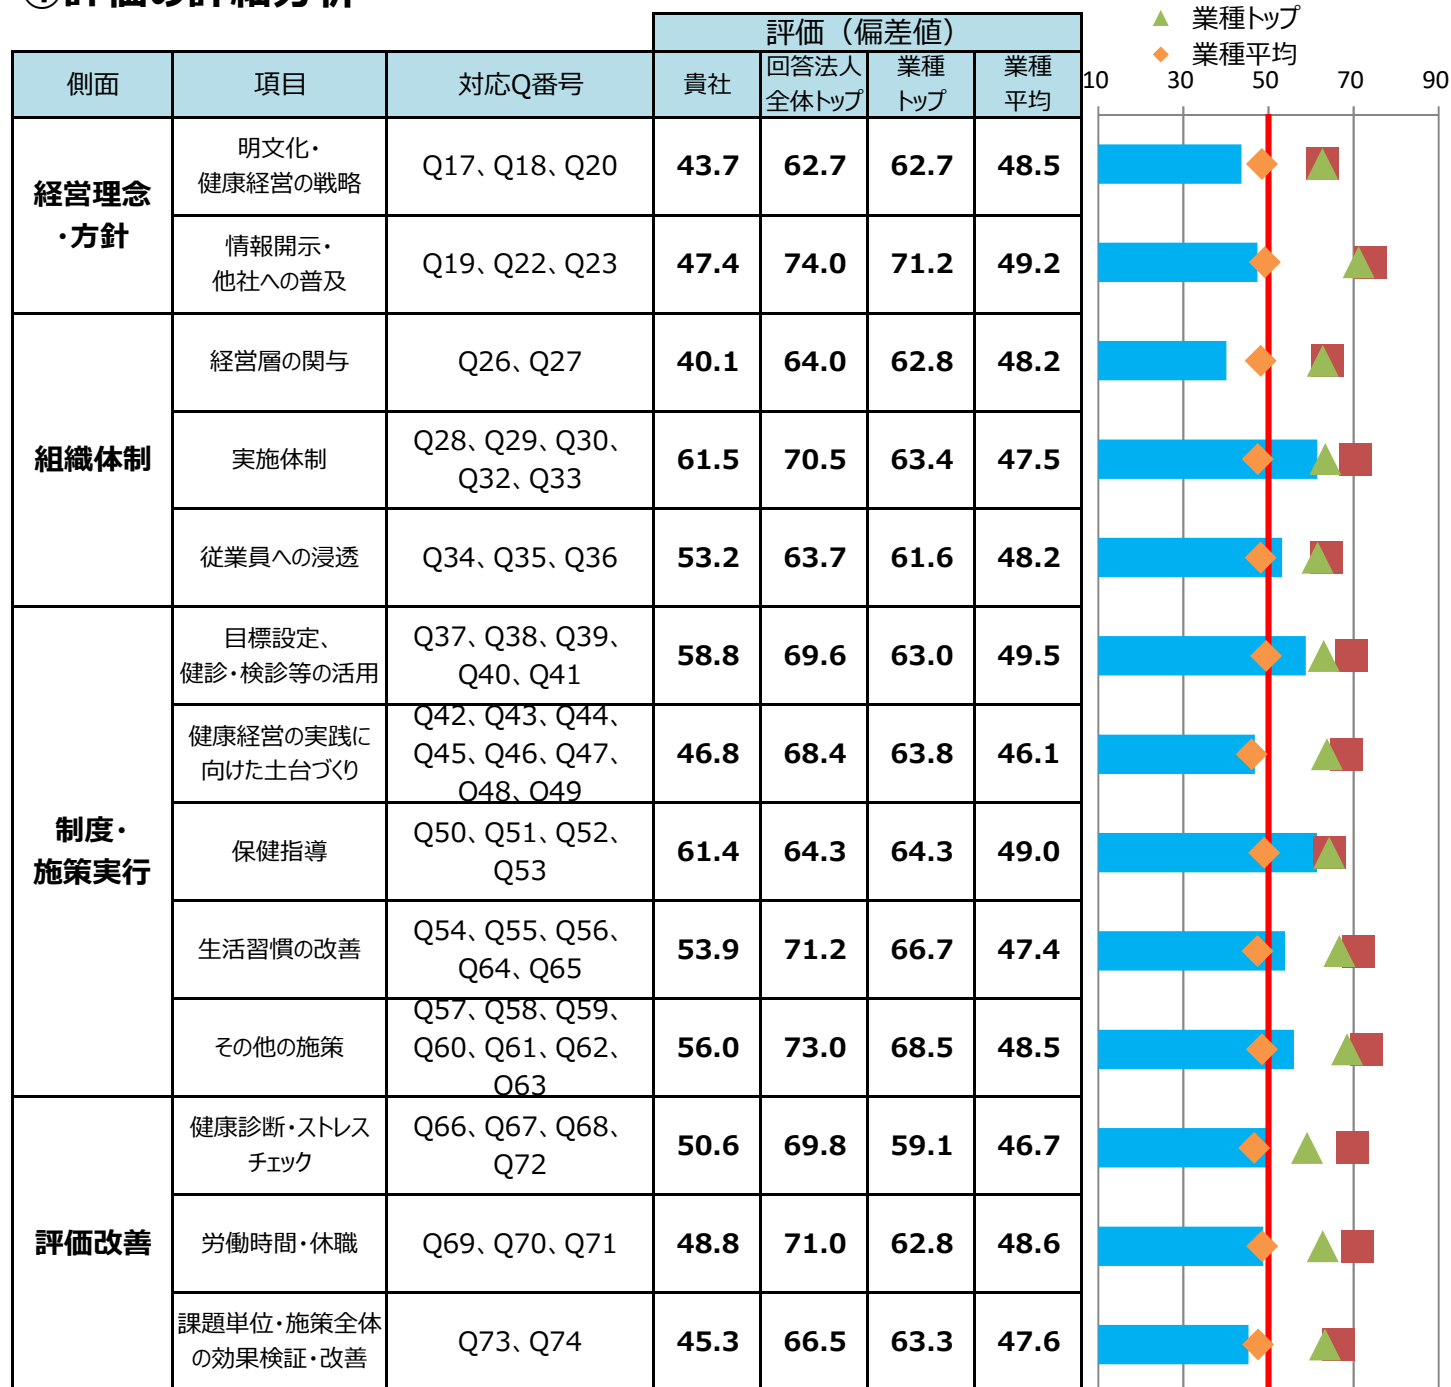 ①評価の詳細分析
▲ 業種トップ
◆ 業種平均
10 30 50 70 90
評価（偏差値）
側面 項目 対応Q番号 貴社 回答法人 業種 業種
全体トップ トップ 平均
経営理念
・方針
明文化・
健康経営の戦略
Q17、Q18、Q20 43.7 62.7 62.7 48.5
情報開示・
他社への普及
Q19、Q22、Q23 47.4 74.0 71.2 49.2
組織体制
経営層の関与 Q26、Q27 40.1 64.0 62.8 48.2
実施体制
Q28、Q29、Q30、
Q32、Q33
61.5 70.5 63.4 47.5
従業員への浸透 Q34、Q35、Q36 53.2 63.7 61.6 48.2
制度・
施策実行
目標設定、
健診・検診等の活用
Q37、Q38、Q39、
Q40、Q41
58.8 69.6 63.0 49.5
健康経営の実践に
向けた土台づくり
Q42、Q43、Q44、
Q45、Q46、Q47、
Q48、Q49
46.8 68.4 63.8 46.1
保健指導
Q50、Q51、Q52、
Q53
61.4 64.3 64.3 49.0
生活習慣の改善
Q54、Q55、Q56、
Q64、Q65
53.9 71.2 66.7 47.4
その他の施策
Q57、Q58、Q59、
Q60、Q61、Q62、
Q63
56.0 73.0 68.5 48.5
評価改善
健康診断・ストレス
チェック
Q66、Q67、Q68、
Q72
50.6 69.8 59.1 46.7
労働時間・休職 Q69、Q70、Q71 48.8 71.0 62.8 48.6
課題単位・施策全体
の効果検証・改善
Q73、Q74 45.3 66.5 63.3 47.6